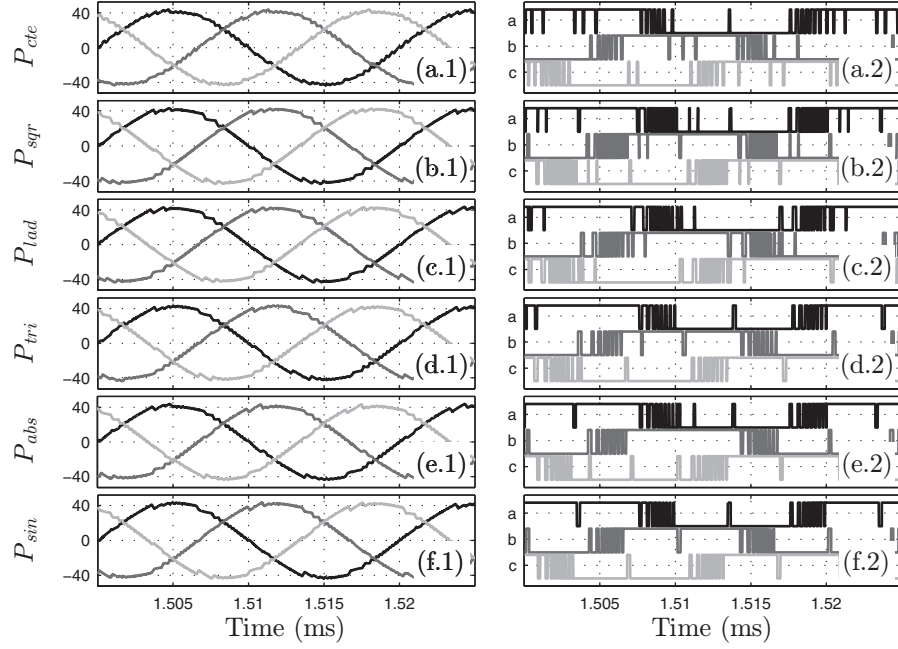 P_cte 40 0 −40 (a.1) a b c (a.2)
P_sqr 40 0 −40 (b.1) a b c (b.2)
P_lad 40 0 −40 (c.1) a b c (c.2)
P_tri 40 0 −40 (d.1) a b c (d.2)
P_abs 40 0 −40 (e.1) a b c (e.2)
P_sin 40 0 −40 (f.1) a b c (f.2)
1.505 1.51 1.515 1.52 1.505 1.51 1.515 1.52
Time (ms) Time (ms)